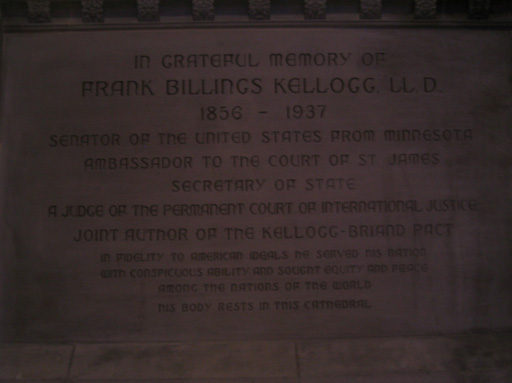 IN GRATEFUL MEMORY OF
FRANK BILLINGS KELLOGG, LL.D.
1856 - 1937
SENATOR OF THE UNITED STATES FROM MINNESOTA
AMBASSADOR TO THE COURT OF ST. JAMES
SECRETARY OF STATE
A JUDGE OF THE PERMANENT COURT OF INTERNATIONAL JUSTICE
JOINT AUTHOR OF THE KELLOGG-BRIAND PACT
IN FIDELITY TO AMERICAN IDEALS HE SERVED HIS NATION
WITH CONSPICUOUS ABILITY AND SOUGHT EQUITY AND PEACE
AMONG THE NATIONS OF THE WORLD
HIS BODY RESTS IN THIS CATHEDRAL